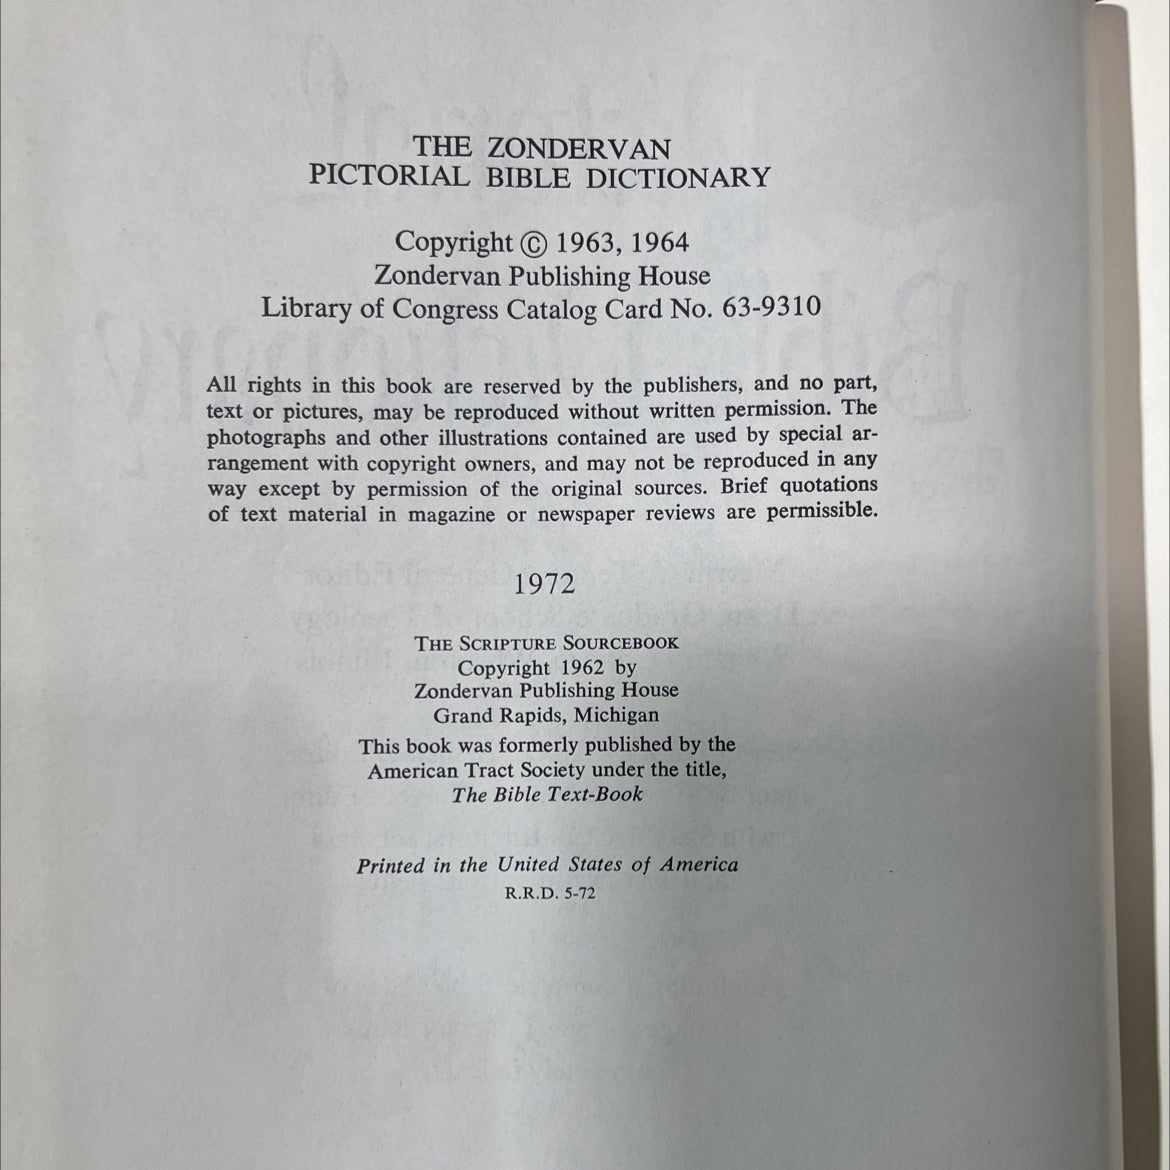 THE ZONDERVAN
PICTORIAL BIBLE DICTIONARY
Copyright © 1963, 1964
Zondervan Publishing House
Library of Congress Catalog Card No. 63-9310
All rights in this book are reserved by the publishers, and no part,
text or pictures, may be reproduced without written permission. The
photographs and other illustrations contained are used by special ar-
rangement with copyright owners, and may not be reproduced in any
way except by permission of the original sources. Brief quotations
of text material in magazine or newspaper reviews are permissible.
1972
THE SCRIPTURE SOURCEBOOK
Copyright 1962 by
Zondervan Publishing House
Grand Rapids, Michigan
This book was formerly published by the
American Tract Society under the title,
The Bible Text-Book
Printed in the United States of America
R.R.D. 5-72